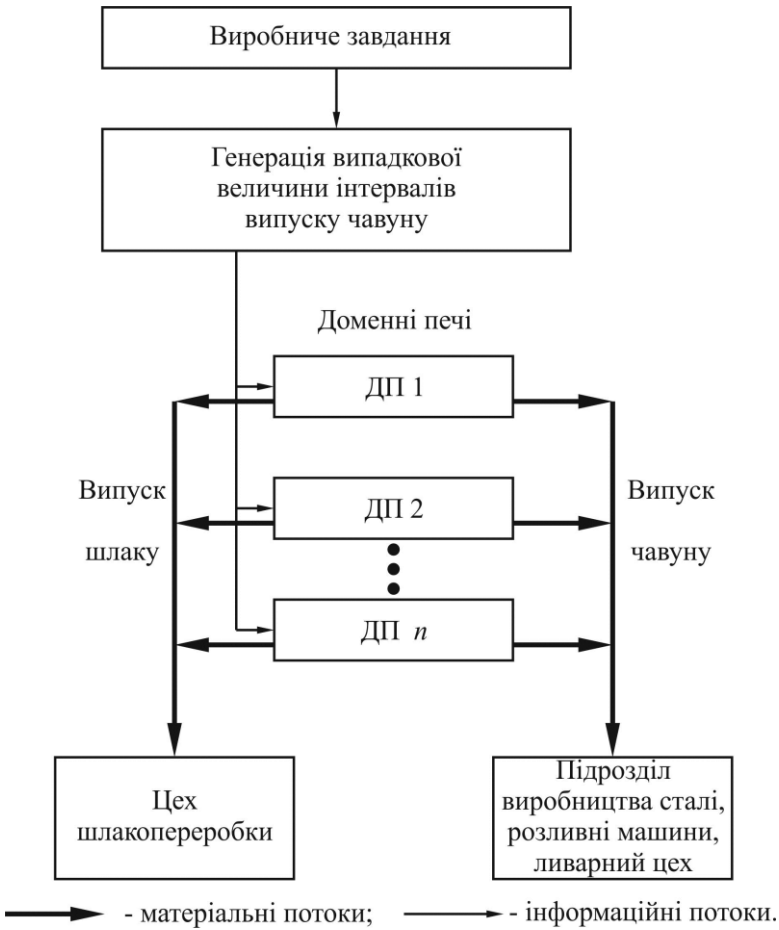 Виробниче завдання
Генерація випадкової
величини інтервалів
випуску чавуну
Доменні печі
ДП 1
Випуск
шлаку
ДП 2
Випуск
чавуну
ДП n
Цех
шлакопереробки
Підрозділ
виробництва сталі,
розливні машини,
ливарний цех
- матеріальні потоки;
- інформаційні потоки.